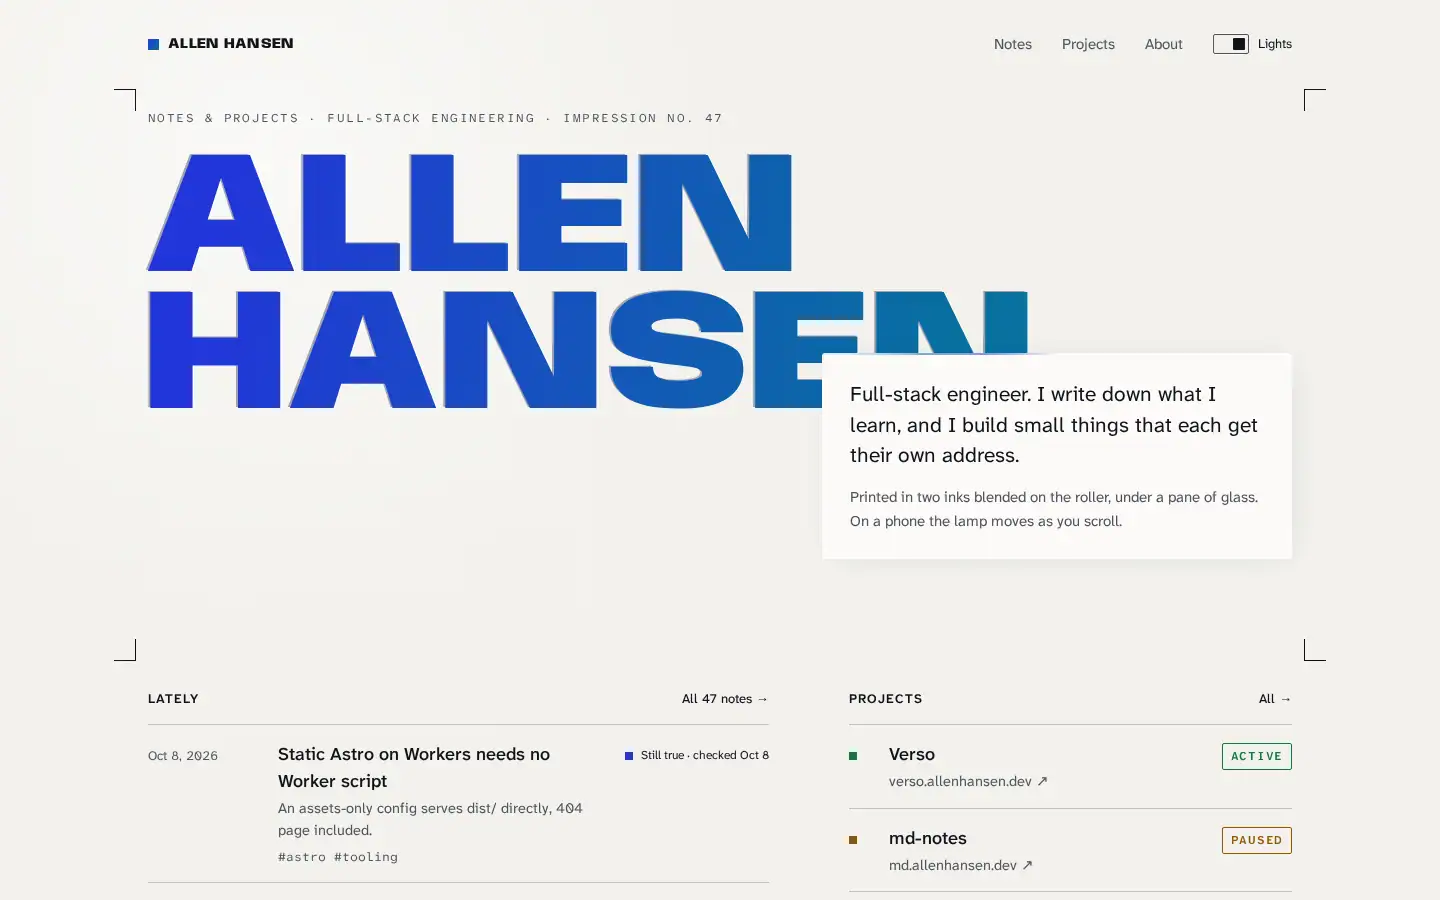 ALLEN HANSEN
Notes
Projects
About
Lights
NOTES & PROJECTS · FULL-STACK ENGINEERING · IMPRESSION NO. 47
ALLEN
HANSEN
Full-stack engineer. I write down what I
learn, and I build small things that each get
their own address.
Printed in two inks blended on the roller, under a pane of glass.
On a phone the lamp moves as you scroll.
LATELY
All 47 notes →
Oct 8, 2026
Static Astro on Workers needs no
Worker script
Still true · checked Oct 8
An assets-only config serves dist/ directly, 404
page included.
#astro #tooling
PROJECTS
All →
Verso
ACTIVE
verso.allenhansen.dev ↗
md-notes
PAUSED
md.allenhansen.dev ↗